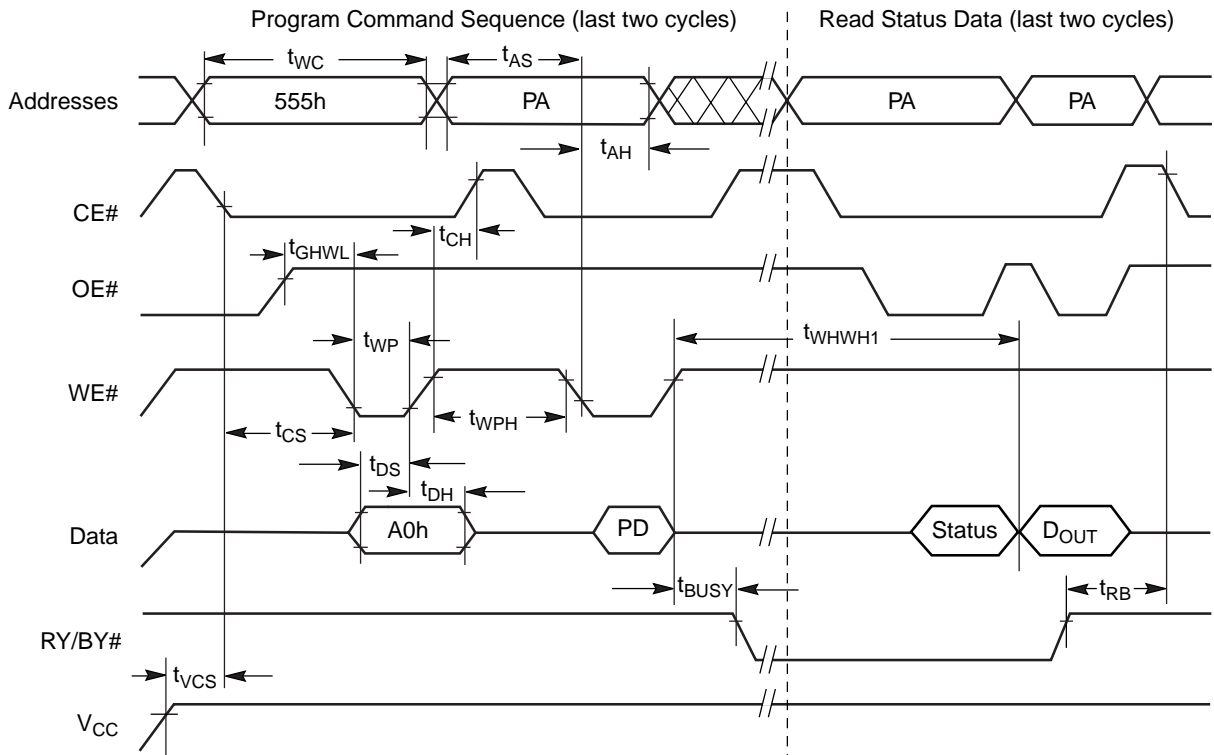 Program Command Sequence (last two cycles)
Read Status Data (last two cycles)
tWC
tAS
Addresses
555h
PA
PA
PA
tAH
CE#
tCH
tGHWL
OE#
tWP
tWHWH1
WE#
tWPH
tCS
tDS
tDH
Data
A0h
PD
Status
DOUT
tBUSY
tRB
RY/BY#
tVCS
VCC